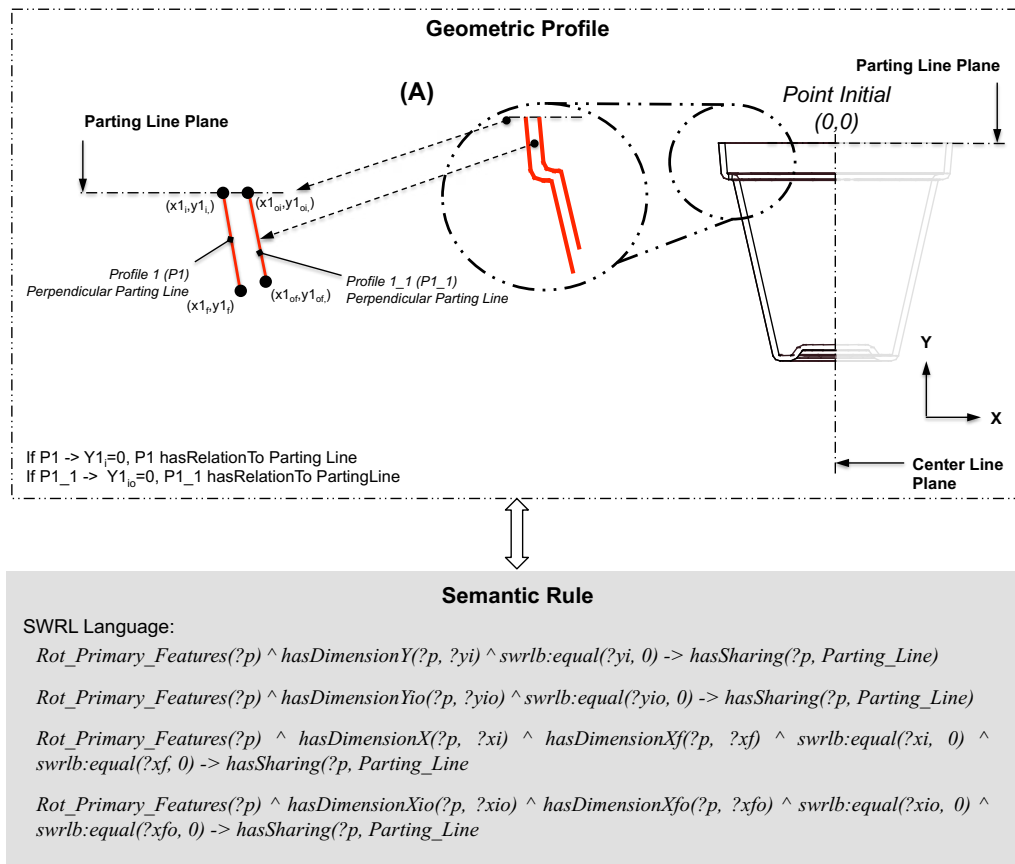 Geometric Profile
(A)
Parting Line Plane
Point Initial
(0,0)
Parting Line Plane
(x1i,y1i,)
(x1oi,y1oi,)
Profile 1 (P1)
Perpendicular Parting Line
Profile 1_1 (P1_1)
Perpendicular Parting Line
(x1f,y1f)
(x1of,y1of,)
Y
X
If P1 -> Y1i=0, P1 hasRelationTo Parting Line
If P1_1 -> Y1io=0, P1_1 hasRelationTo PartingLine
Center Line
Plane
Semantic Rule
SWRL Language:
Rot_Primary_Features(?p) ^ hasDimensionY(?p, ?yi) ^ swrlb:equal(?yi, 0) -> hasSharing(?p, Parting_Line)
Rot_Primary_Features(?p) ^ hasDimensionYio(?p, ?yio) ^ swrlb:equal(?yio, 0) -> hasSharing(?p, Parting_Line)
Rot_Primary_Features(?p) ^ hasDimensionX(?p, ?xi) ^ hasDimensionXf(?p, ?xf) ^ swrlb:equal(?xi, 0) ^
swrlb:equal(?xf, 0) -> hasSharing(?p, Parting_Line
Rot_Primary_Features(?p) ^ hasDimensionXio(?p, ?xio) ^ hasDimensionXfo(?p, ?xfo) ^ swrlb:equal(?xio, 0) ^
swrlb:equal(?xfo, 0) -> hasSharing(?p, Parting_Line